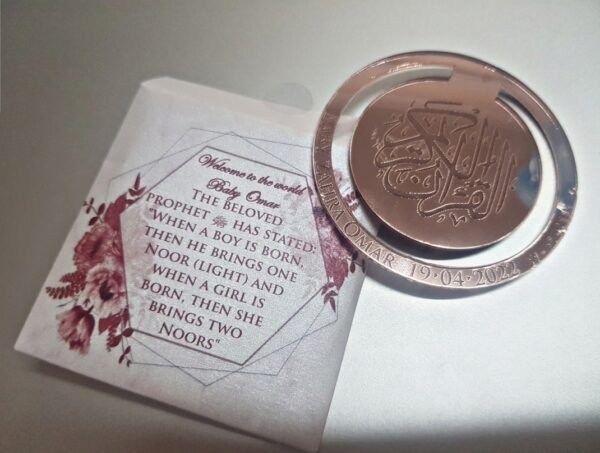 Welcome to the world
Baby Omar
THE BELOVED
PROPHET ﷺ HAS STATED:
"WHEN A BOY IS BORN,
THEN HE BRINGS ONE
NOOR (LIGHT) AND
WHEN A GIRL IS
BORN, THEN SHE
BRINGS TWO
NOORS"
القرآن الكريم
OMAR 19·04·2022